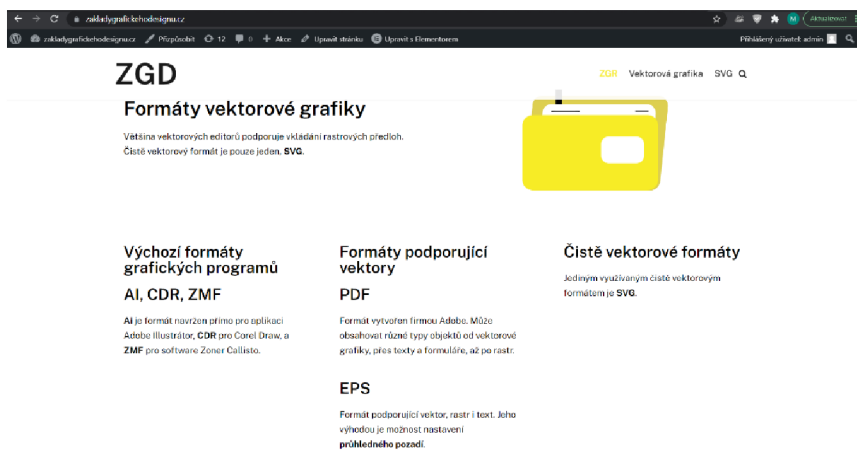 zakladygrafickehodesignu.cz
Aktualizovat
zakladygrafickehodesignu.cz Přizpůsobit 12 0 Akce Upravit stránku Upravit s Elementorem Přihlášený uživatel: admin
ZGD
ZGR Vektorová grafika SVG
Formáty vektorové grafiky
Většina vektorových editorů podporuje vkládání rastrových předloh.
Čistě vektorový formát je pouze jeden. SVG.
Výchozí formáty
grafických programů
AI, CDR, ZMF
Ai je formát navržen přímo pro aplikaci
Adobe Illustrátor, CDR pro Corel Draw, a
ZMF pro software Zoner Callisto.
Formáty podporující
vektory
PDF
Formát vytvořen firmou Adobe. Může
obsahovat různé typy objektů od vektorové
grafiky, přes texty a formuláře, až po rastr.
EPS
Formát podporující vektor, rastr i text. Jeho
výhodou je možnost nastavení
průhledného pozadí.
Čistě vektorové formáty
Jediným využívaným čistě vektorovým
formátem je SVG.